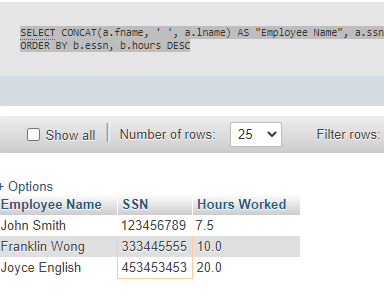 SELECT CONCAT(a.fname, ' ', a.lname) AS "Employee Name", a.ssn
ORDER BY b.essn, b.hours DESC
Show all Number of rows: 25 Filter rows:
+ Options
Employee Name SSN Hours Worked
John Smith 123456789 7.5
Franklin Wong 333445555 10.0
Joyce English 453453453 20.0